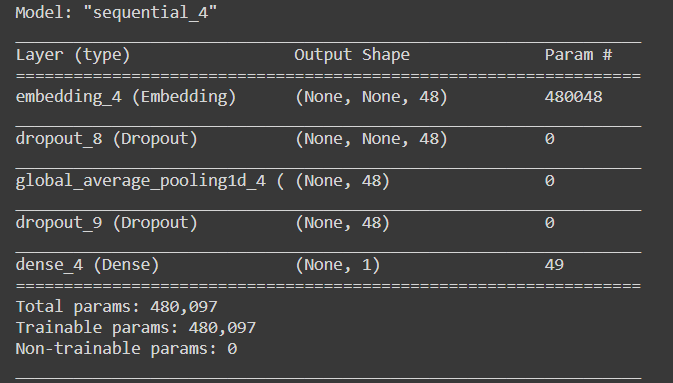 Model: "sequential_4"
_________________________________________________________________
Layer (type)                 Output Shape              Param #
=================================================================
embedding_4 (Embedding)      (None, None, 48)          480048
_________________________________________________________________
dropout_8 (Dropout)          (None, None, 48)          0
_________________________________________________________________
global_average_pooling1d_4 ( (None, 48)                0
_________________________________________________________________
dropout_9 (Dropout)          (None, 48)                0
_________________________________________________________________
dense_4 (Dense)              (None, 1)                 49
=================================================================
Total params: 480,097
Trainable params: 480,097
Non-trainable params: 0
_________________________________________________________________